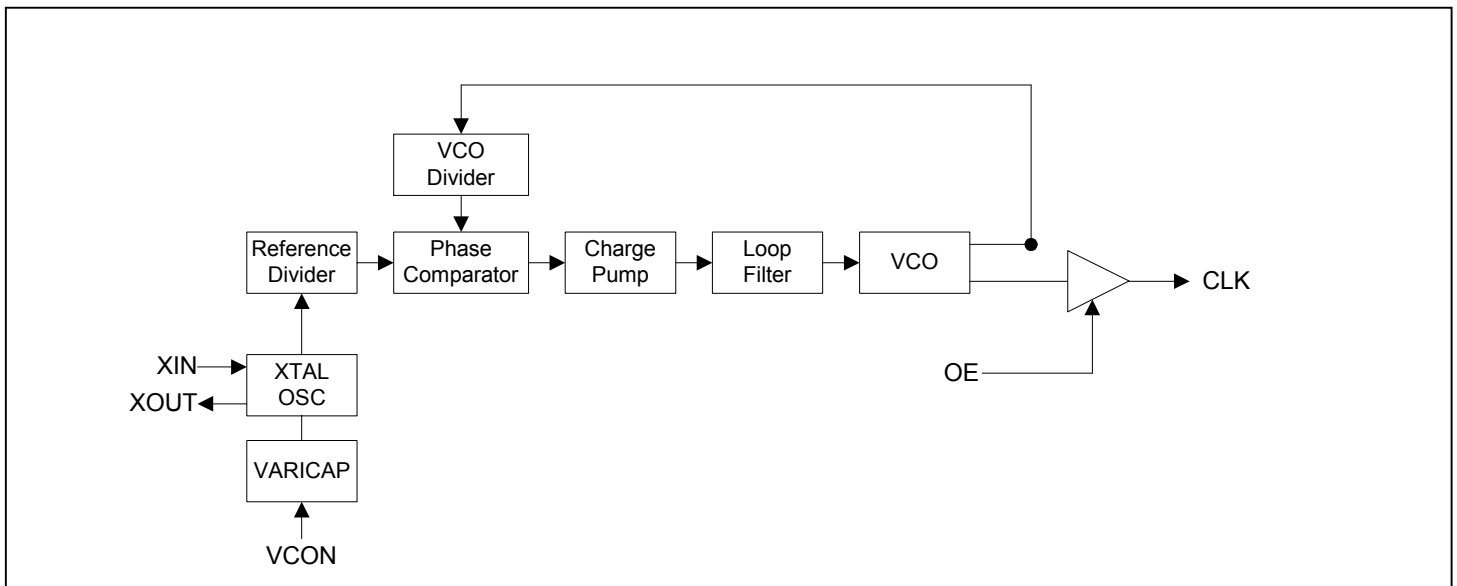 VCO
Divider
Reference
Divider
Phase
Comparator
Charge
Pump
Loop
Filter
VCO
CLK
XIN
XOUT
XTAL
OSC
OE
VARICAP
VCON